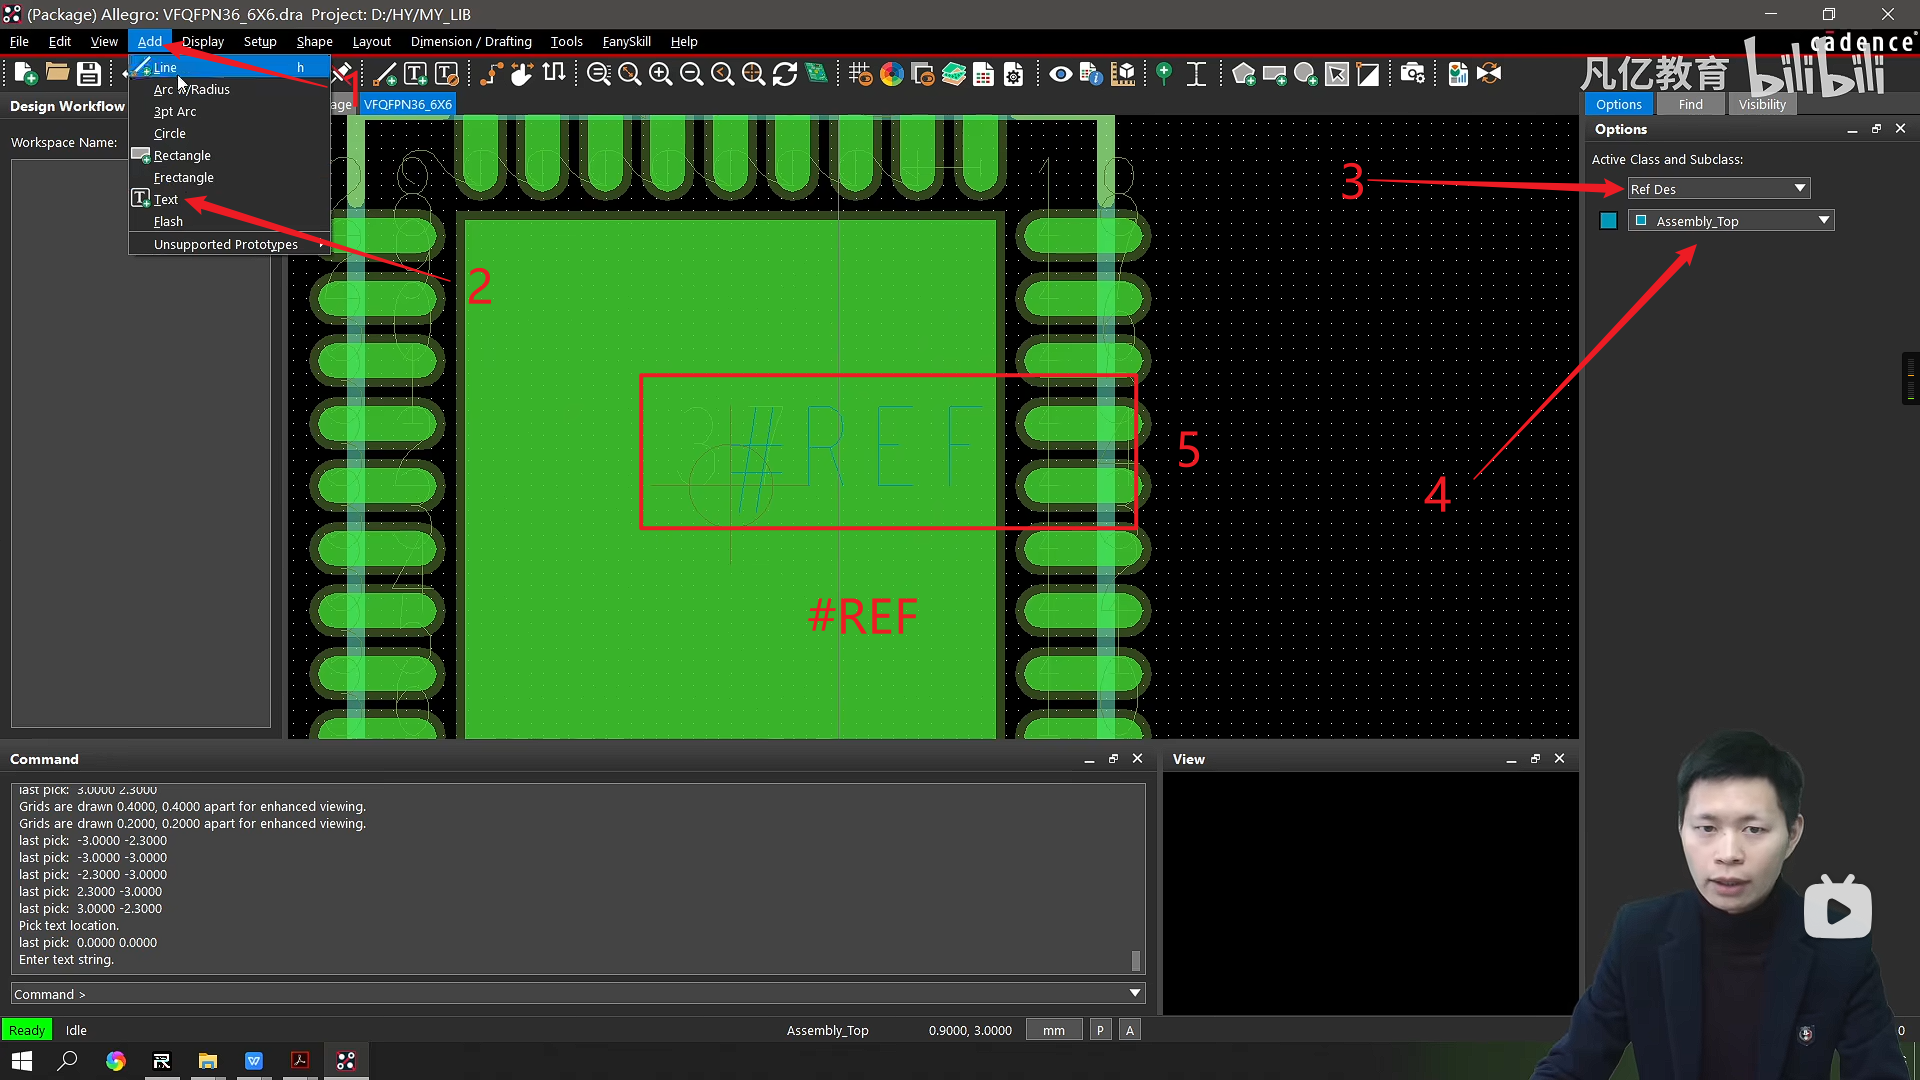 (Package) Allegro: VFQFPN36_6X6.dra  Project: D:/HY/MY_LIB
File Edit View Add Display Setup Shape Layout Dimension / Drafting Tools FanySkill Help
cadence
凡亿教育 bilibili
Line h
Arc w/Radius
3pt Arc
Circle
Rectangle
Frectangle
Text
Flash
Unsupported Prototypes
1
2
3
4
5
Design Workflow
Workspace Name:
age VFQFPN36_6X6
Options Find Visibility
Options
Active Class and Subclass:
Ref Des
Assembly_Top
37
#REF
#REF
Command
last pick: 3.0000 2.3000
Grids are drawn 0.4000, 0.4000 apart for enhanced viewing.
Grids are drawn 0.2000, 0.2000 apart for enhanced viewing.
last pick: -3.0000 -2.3000
last pick: -3.0000 -3.0000
last pick: -2.3000 -3.0000
last pick: 2.3000 -3.0000
last pick: 3.0000 -2.3000
Pick text location.
last pick: 0.0000 0.0000
Enter text string.
Command >
View
Ready Idle Assembly_Top 0.9000, 3.0000 mm P A 0